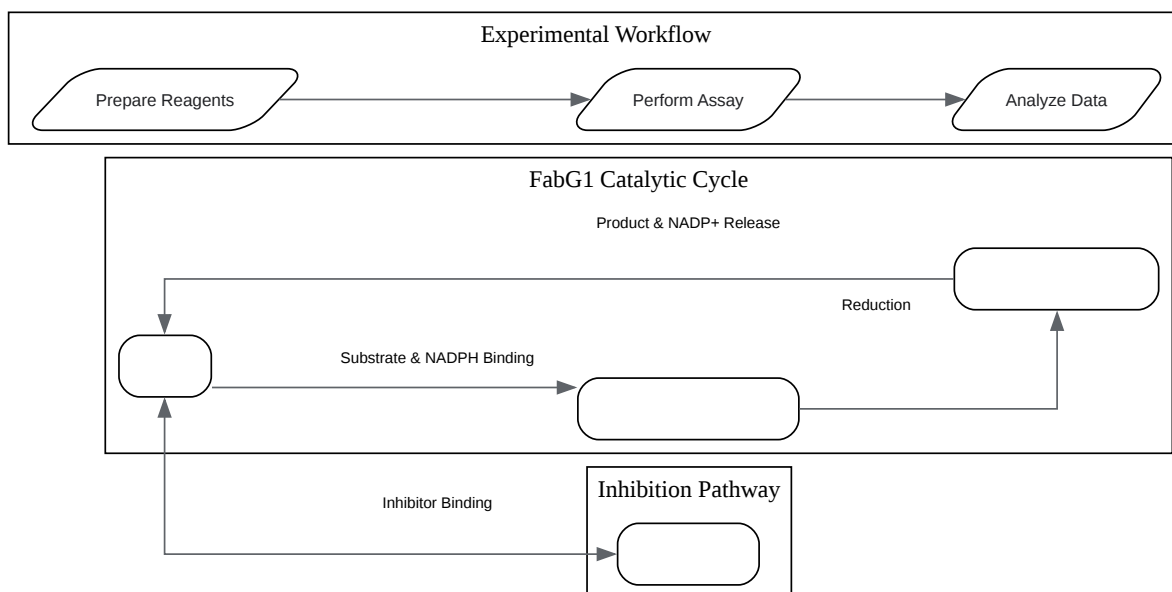 Experimental Workflow
Prepare Reagents
Perform Assay
Analyze Data
FabG1 Catalytic Cycle
Product & NADP+ Release
Reduction
Substrate & NADPH Binding
Inhibition Pathway
Inhibitor Binding